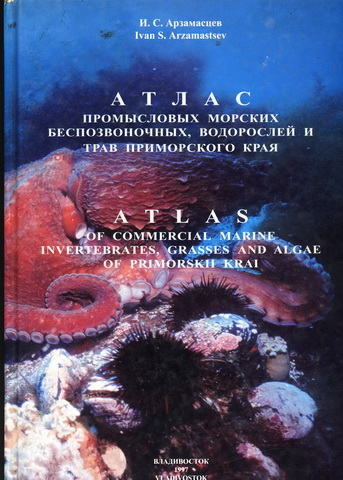 И. С. Арзамасцев
Ivan S. Arzamastsev
АТЛАС
ПРОМЫСЛОВЫХ МОРСКИХ
БЕСПОЗВОНОЧНЫХ, ВОДОРОСЛЕЙ И
ТРАВ ПРИМОРСКОГО КРАЯ
ATLAS
OF COMMERCIAL MARINE
INVERTEBRATES, GRASSES AND ALGAE
OF PRIMORSKII KRAI
ВЛАДИВОСТОК
1997
VLADIVOSTOK